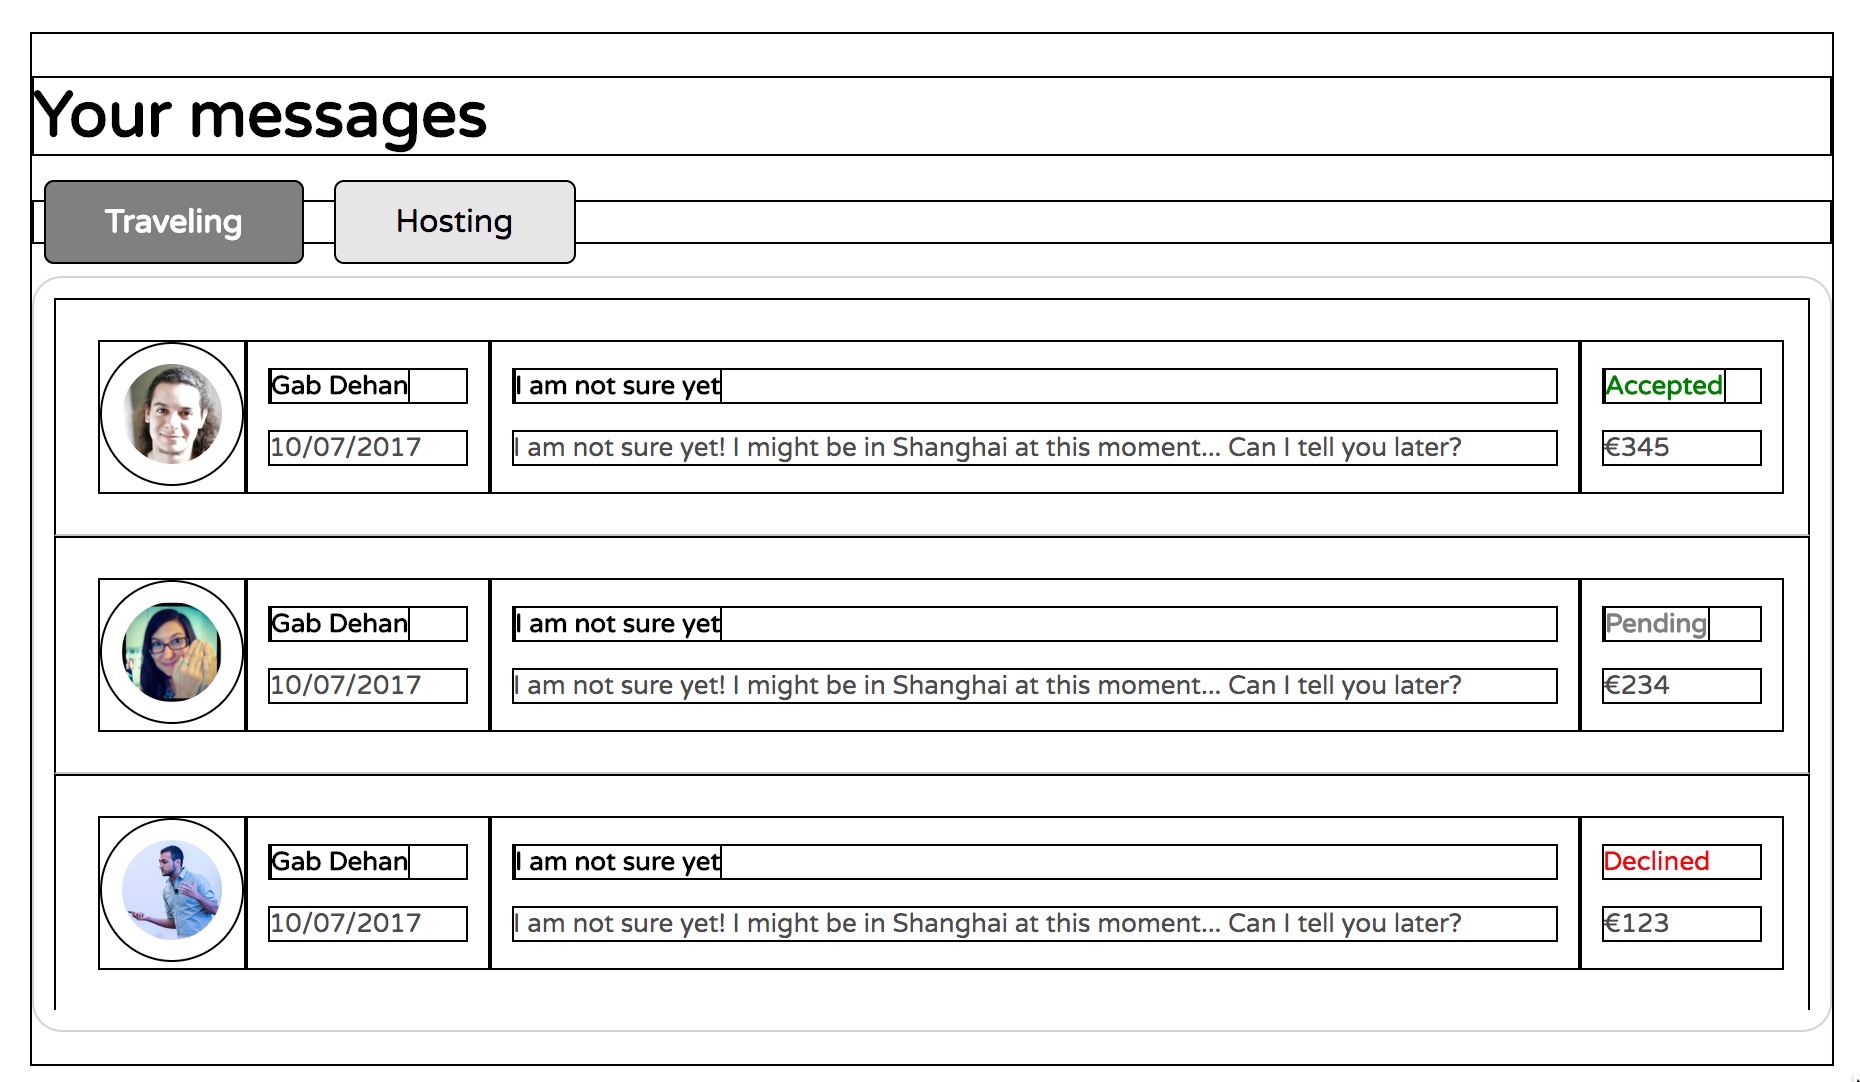 Your messages
Traveling Hosting
Gab Dehan I am not sure yet Accepted
10/07/2017 I am not sure yet! I might be in Shanghai at this moment... Can I tell you later? €345
Gab Dehan I am not sure yet Pending
10/07/2017 I am not sure yet! I might be in Shanghai at this moment... Can I tell you later? €234
Gab Dehan I am not sure yet Declined
10/07/2017 I am not sure yet! I might be in Shanghai at this moment... Can I tell you later? €123